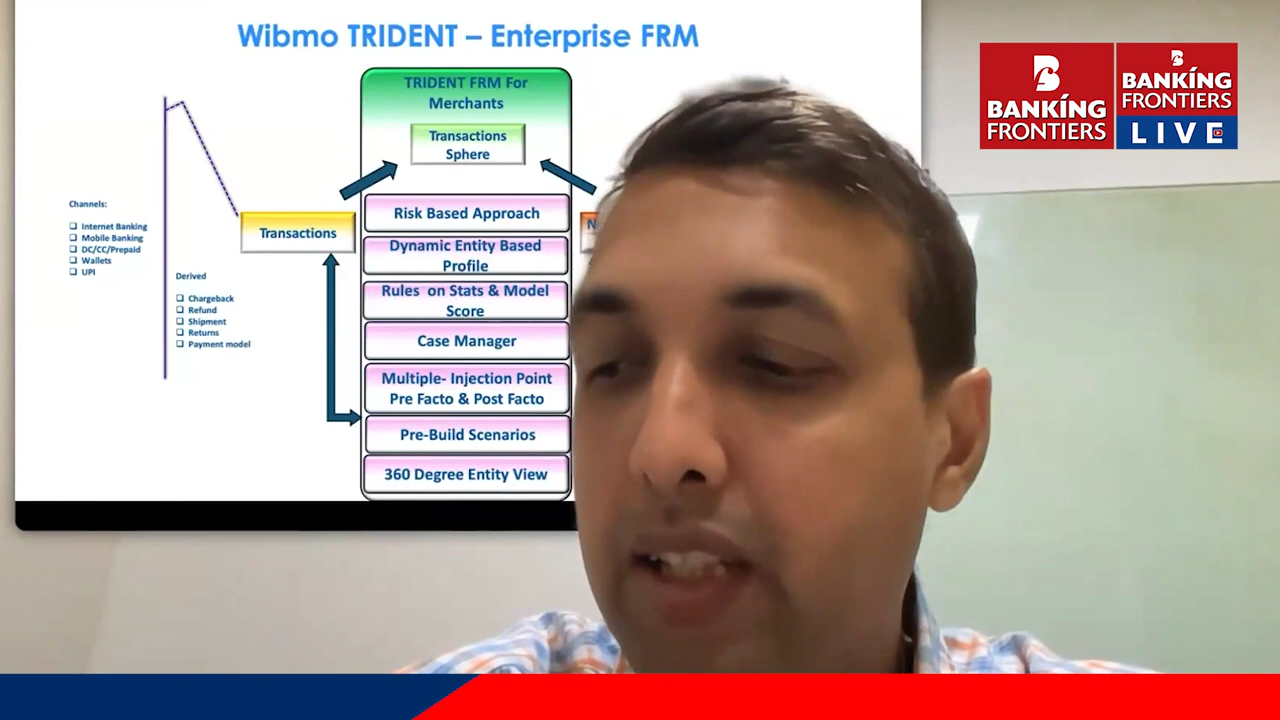 Wibmo TRIDENT – Enterprise FRM
TRIDENT FRM For
Merchants
Transactions
Sphere
Channels:
Internet Banking
Mobile Banking
DC/CC/Prepaid
Wallets
UPI
Derived
Chargeback
Refund
Shipment
Returns
Payment model
Transactions
Risk Based Approach
Dynamic Entity Based
Profile
Rules on Stats & Model
Score
Case Manager
Multiple- Injection Point
Pre Facto & Post Facto
Pre-Build Scenarios
360 Degree Entity View
BANKÍNG
FRONTIERS
BANKÍNG
FRONTIERS
LIVE